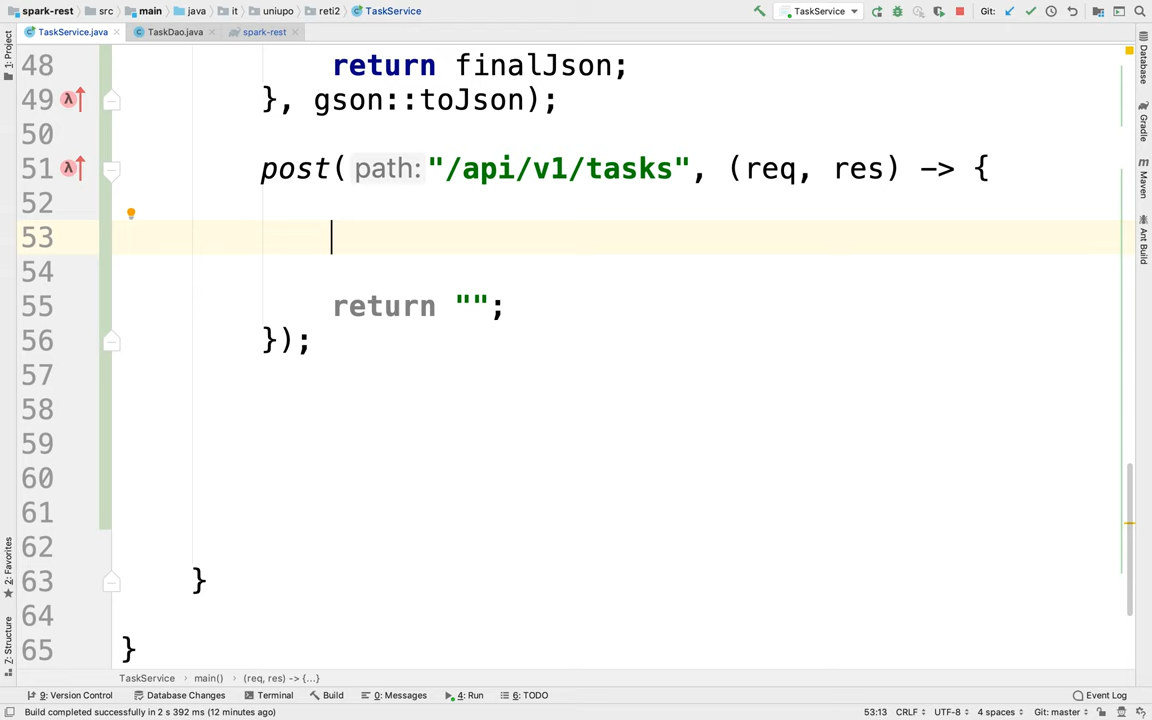 spark-rest src main java it uniupo reti2 TaskService TaskService Git:
TaskService.java TaskDao.java spark-rest
1: Project
Database
Gradle
Maven
Ant Build
2: Favorites
Z: Structure
48 return finalJson;
49 }, gson::toJson);
50
51 post( path: "/api/v1/tasks", (req, res) -> {
52
53
54
55 return "";
56 });
57
58
59
60
61
62
63 }
64
65 }
TaskService main() (req, res) -> {...}
9: Version Control Database Changes Terminal Build 0: Messages 4: Run 6: TODO Event Log
Build completed successfully in 2 s 392 ms (12 minutes ago) 53:13 CRLF UTF-8 4 spaces Git: master